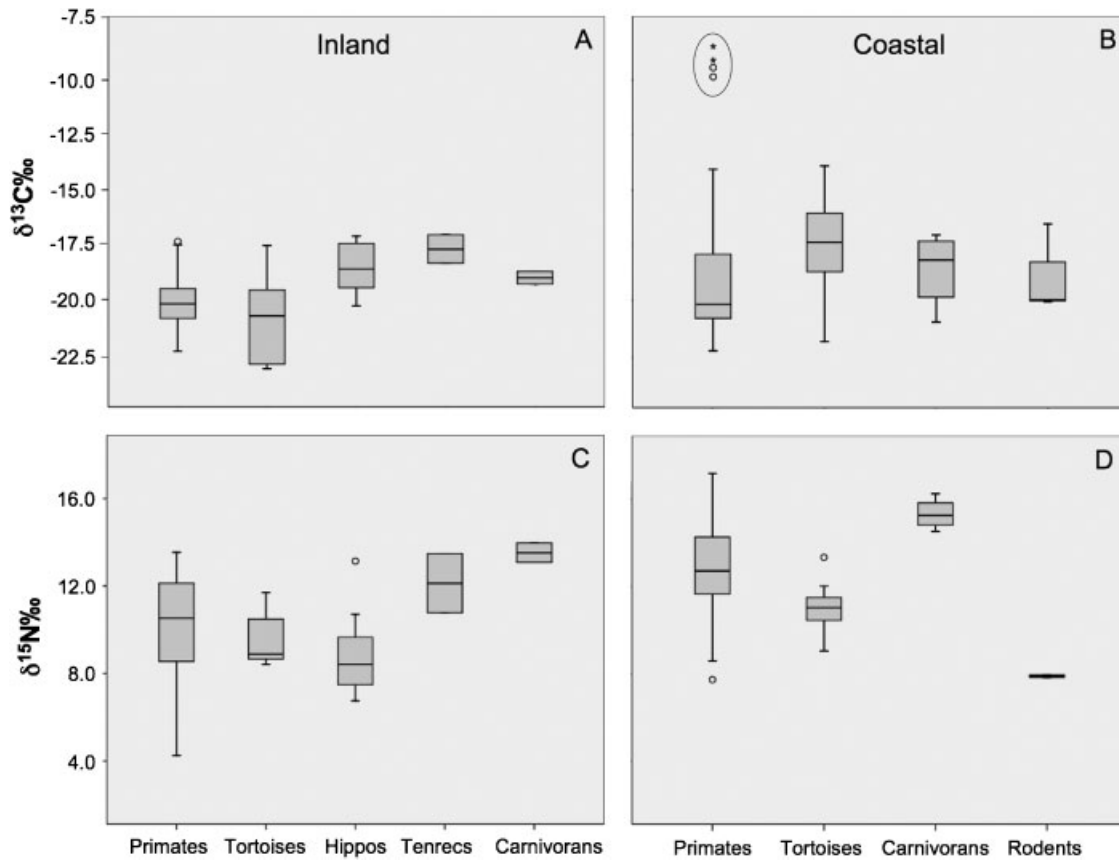 Inland
A
Coastal
B
δ¹³C‰
-7.5
-10.0
-12.5
-15.0
-17.5
-20.0
-22.5
C
D
δ¹⁵N‰
16.0
12.0
8.0
4.0
Primates Tortoises Hippos Tenrecs Carnivorans
Primates Tortoises Carnivorans Rodents